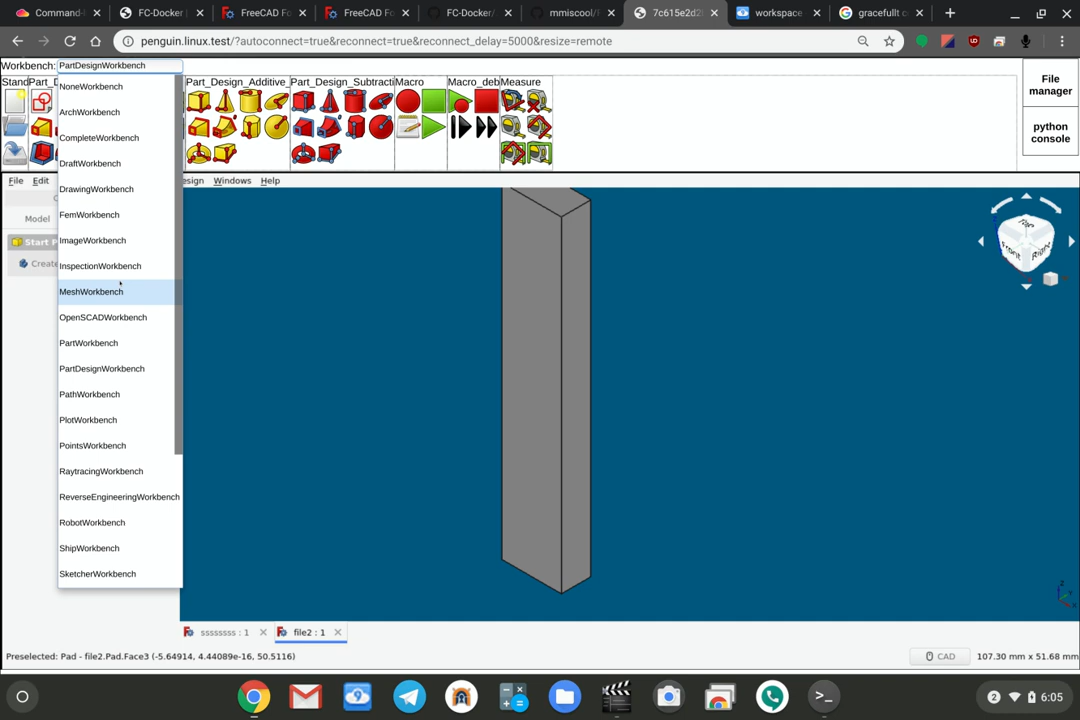 Command-
FC-Docker |
FreeCAD Fo
FreeCAD Fo
FC-Docker/
mmiscool/
7c615e2d2
workspace
gracefullt o
penguin.linux.test/?autoconnect=true&reconnect=true&reconnect_delay=5000&resize=remote
Workbench: PartDesignWorkbench
Stand Part_D Part_Design_Additive_ Part_Design_Subtracti Macro Macro_deb Measure
File manager
python console
NoneWorkbench
ArchWorkbench
CompleteWorkbench
DraftWorkbench
DrawingWorkbench
FemWorkbench
ImageWorkbench
InspectionWorkbench
MeshWorkbench
OpenSCADWorkbench
PartWorkbench
PartDesignWorkbench
PathWorkbench
PlotWorkbench
PointsWorkbench
RaytracingWorkbench
ReverseEngineeringWorkbench
RobotWorkbench
ShipWorkbench
SketcherWorkbench
File Edit esign Windows Help
Model
Start P
Create
Right
ssssssss : 1
file2 : 1
Preselected: Pad - file2.Pad.Face3 (-5.64914, 4.44089e-16, 50.5116)
CAD
107.30 mm x 51.68 mm
2
6:05